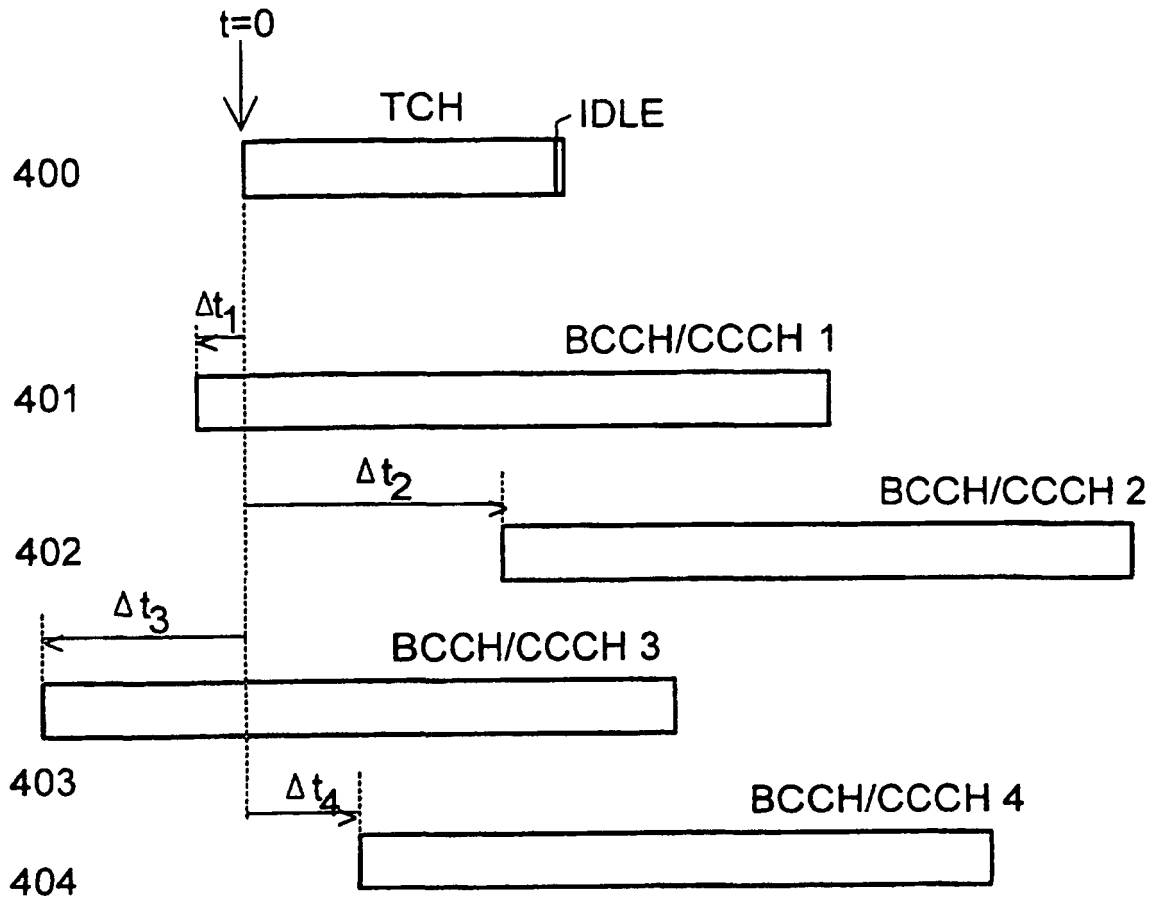 t=0
TCH
IDLE
400
Δt1
BCCH/CCCH 1
401
Δt2
BCCH/CCCH 2
402
Δt3
BCCH/CCCH 3
403
Δt4
BCCH/CCCH 4
404